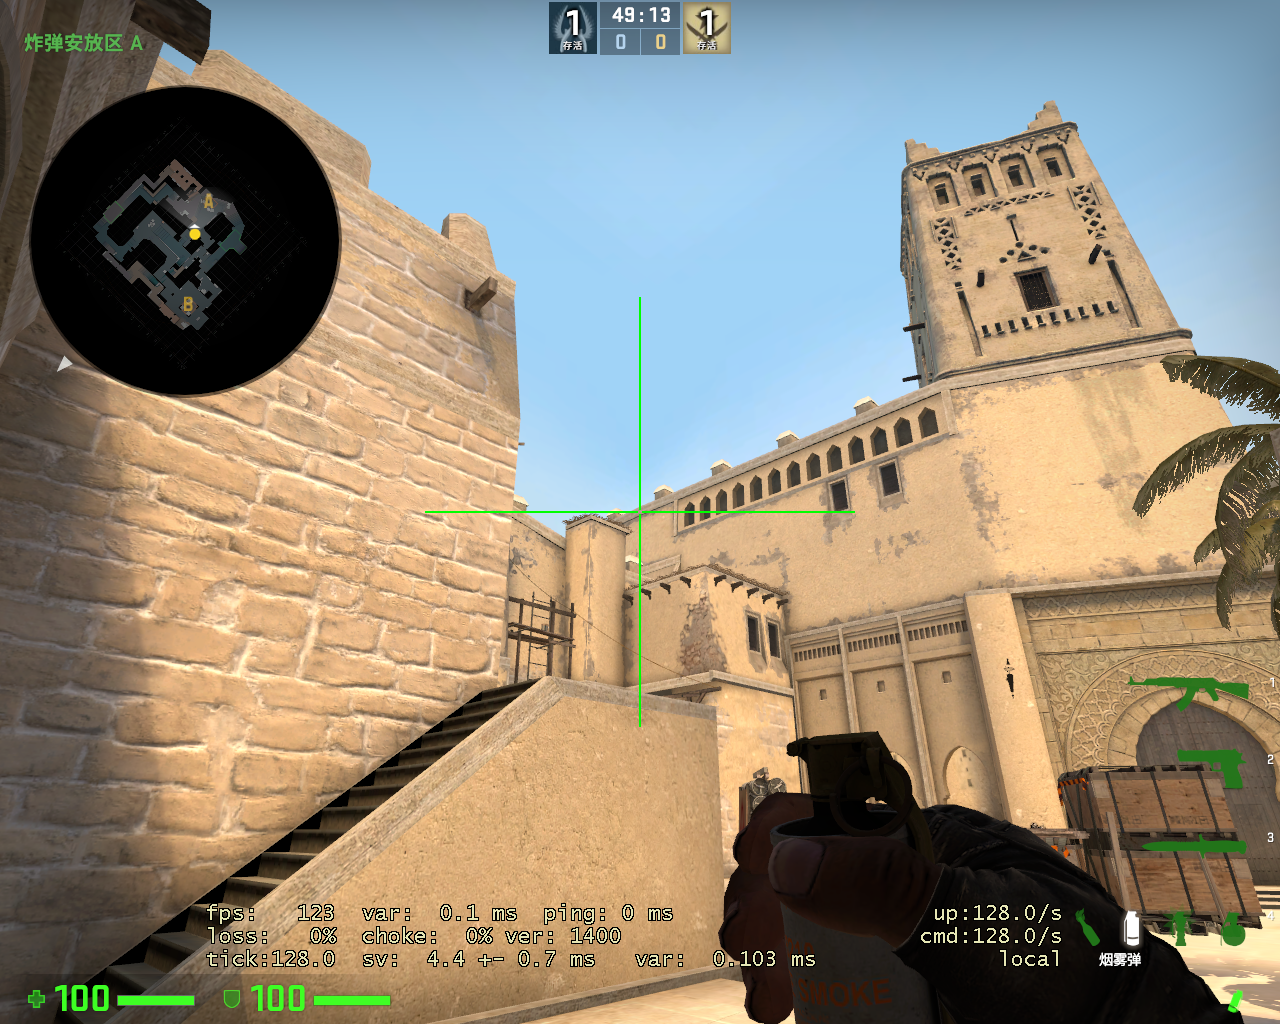 炸弹安放区 A
1
存活
49:13
0
0
1
存活
A
B
1
2
3
4
fps: 123 var: 0.1 ms ping: 0 ms
loss: 0% choke: 0% ver: 1400
tick:128.0 sv: 4.4 +- 0.7 ms var: 0.103 ms
up:128.0/s
cmd:128.0/s
local
烟雾弹
SMOKE
100
100